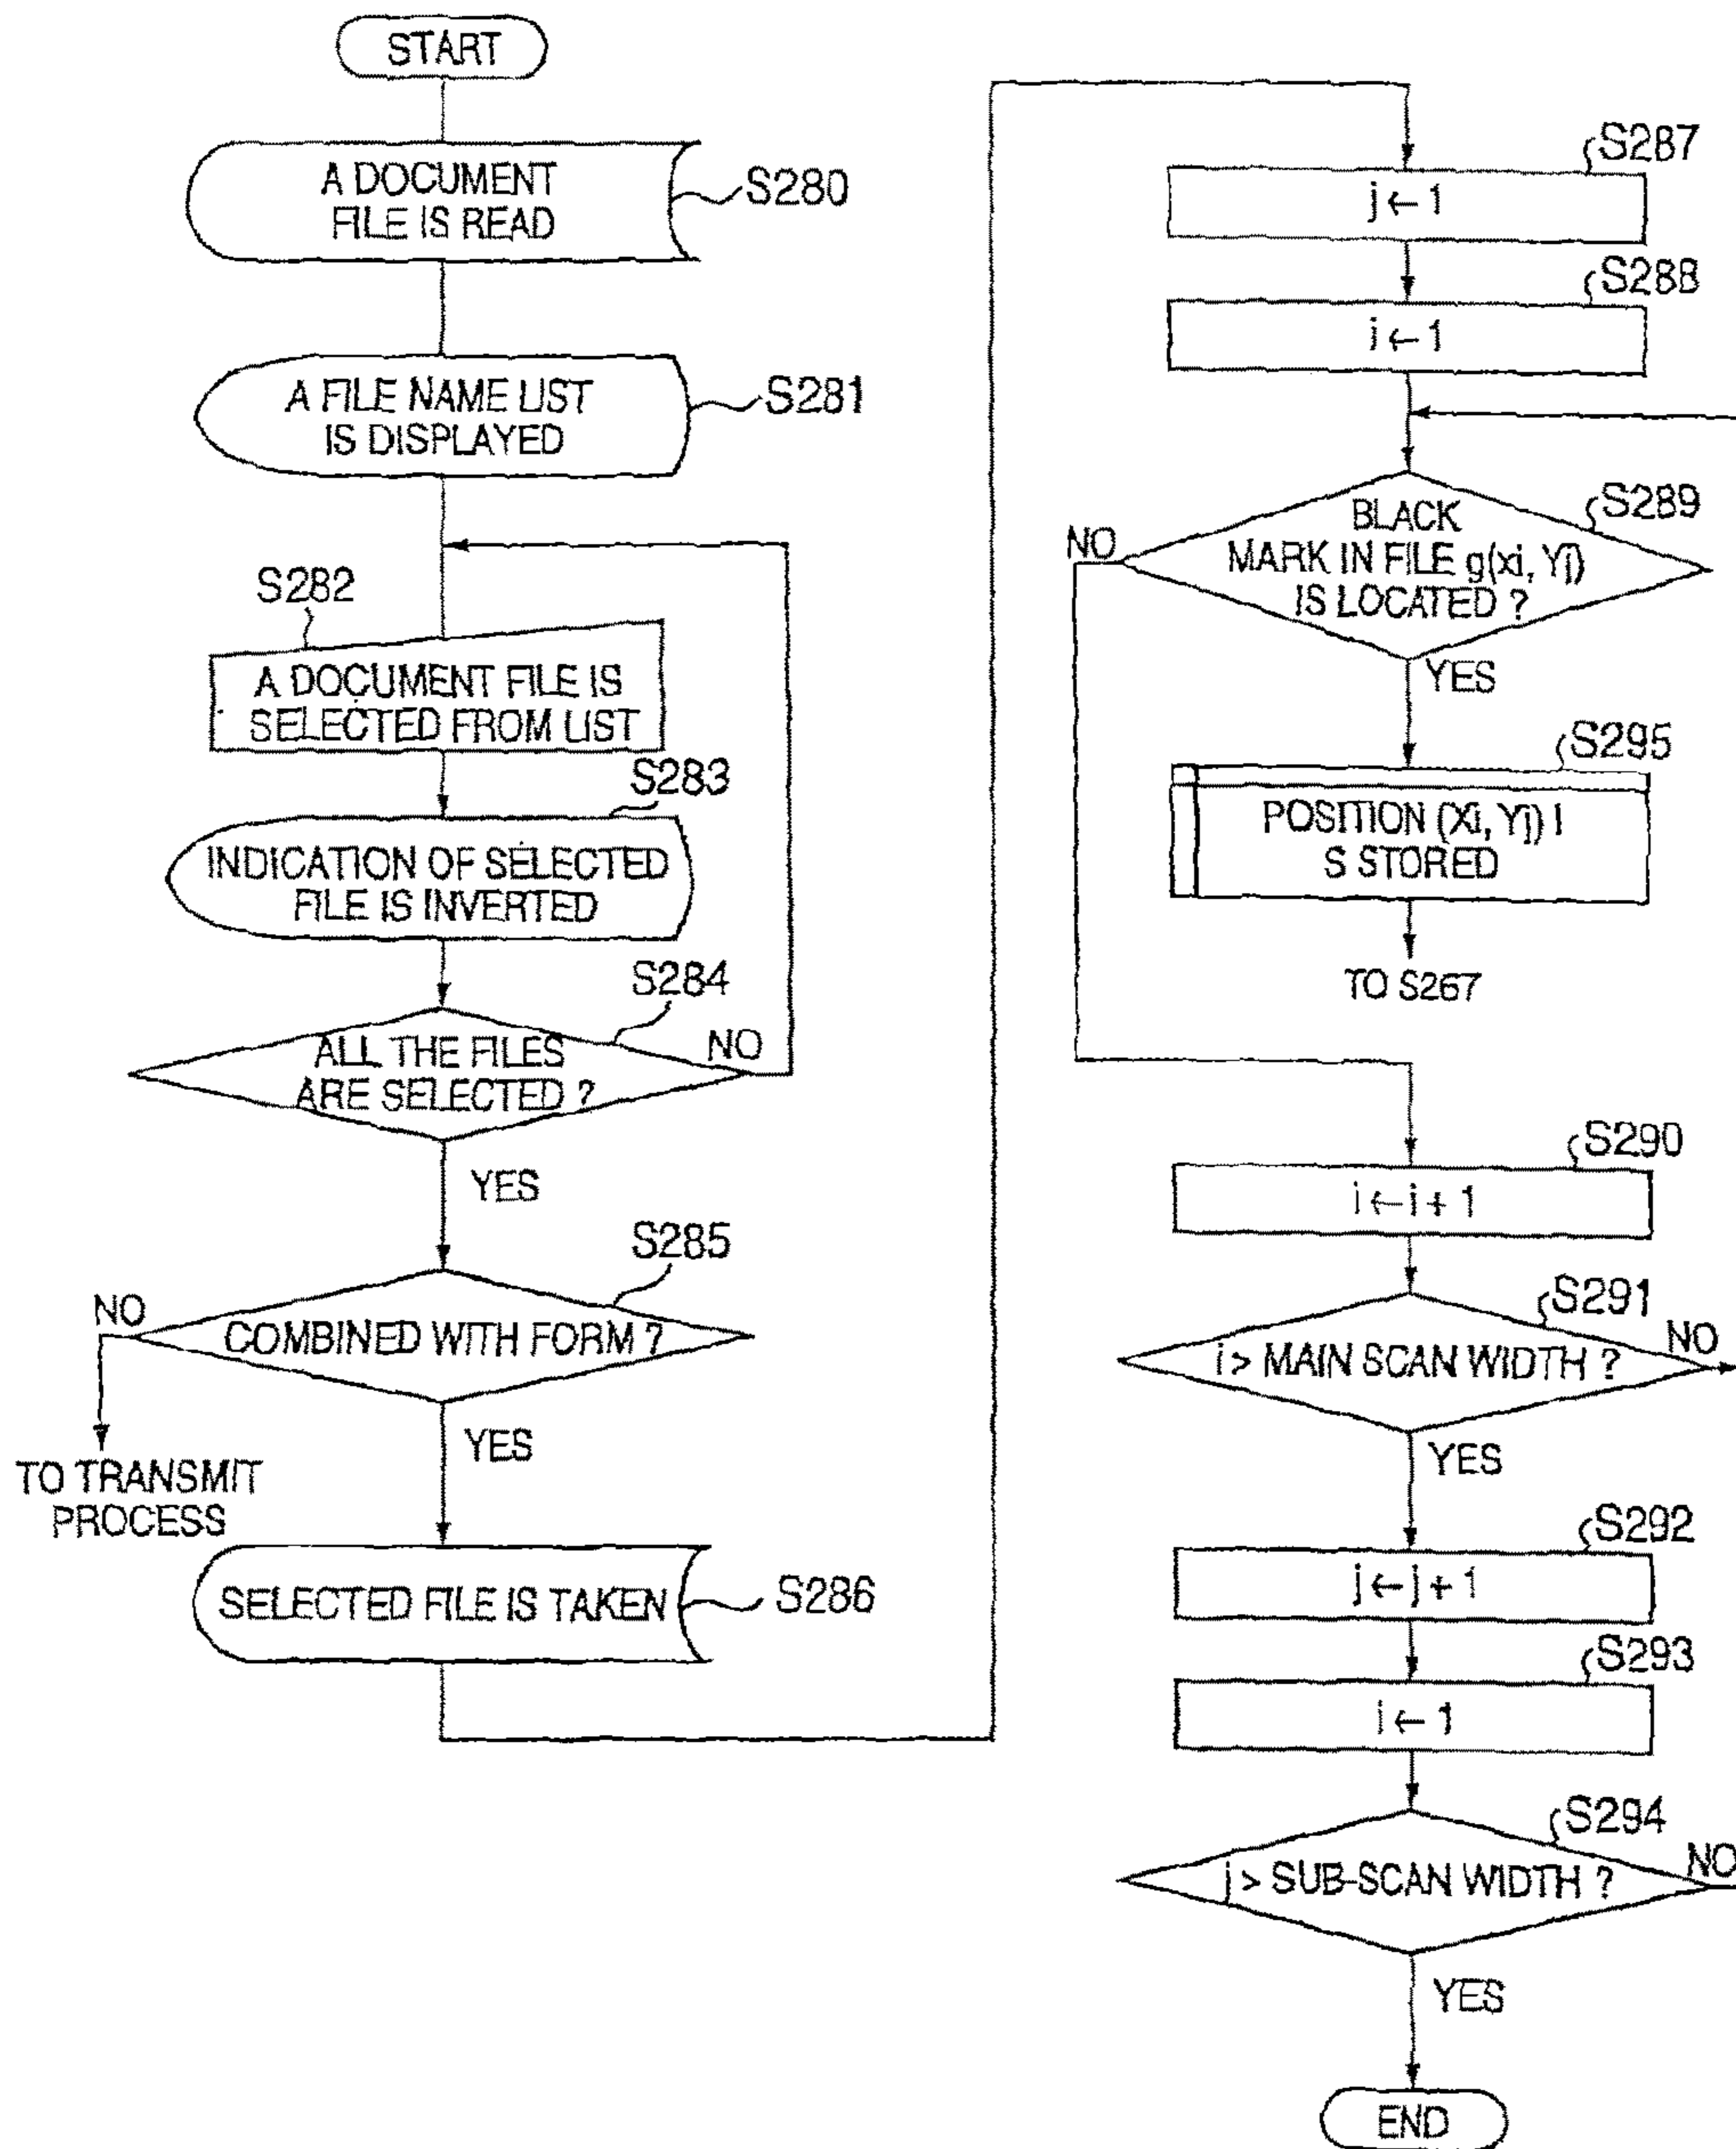 START
A DOCUMENT
FILE IS READ
S280
A FILE NAME LIST
IS DISPLAYED
S281
S282
A DOCUMENT FILE IS
SELECTED FROM LIST
S283
INDICATION OF SELECTED
FILE IS INVERTED
S284
ALL THE FILES
ARE SELECTED ?
NO
YES
S285
COMBINED WITH FORM ?
NO
TO TRANSMIT
PROCESS
YES
SELECTED FILE IS TAKEN
S286
S287
j ← 1
S288
i ← 1
S289
BLACK
MARK IN FILE g(xi, Yj)
IS LOCATED ?
NO
YES
S295
POSITION (Xi, Yj) I
S STORED
TO S267
S290
i ← i + 1
S291
i > MAIN SCAN WIDTH ?
NO
YES
S292
j ← j + 1
S293
i ← 1
S294
j > SUB-SCAN WIDTH ?
NO
YES
END